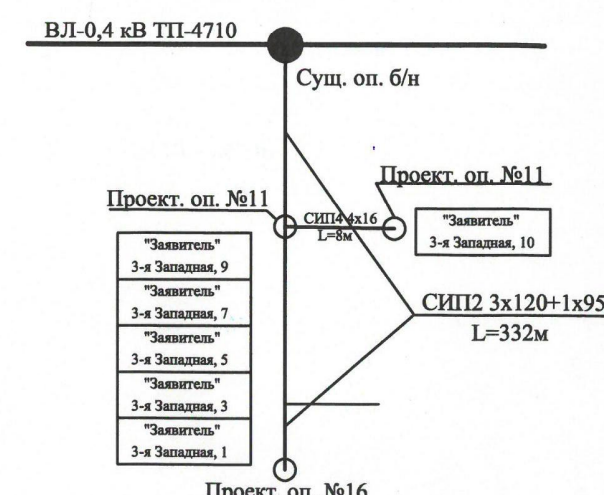 ВЛ-0,4 кВ ТП-4710
Сущ. оп. б/н
Проект. оп. №11
Проект. оп. №11
СИП4 4х16
L=8м
"Заявитель"
3-я Западная, 10
"Заявитель"
3-я Западная, 9
"Заявитель"
3-я Западная, 7
"Заявитель"
3-я Западная, 5
"Заявитель"
3-я Западная, 3
"Заявитель"
3-я Западная, 1
СИП2 3х120+1х95
L=332м
Проект. оп. №16